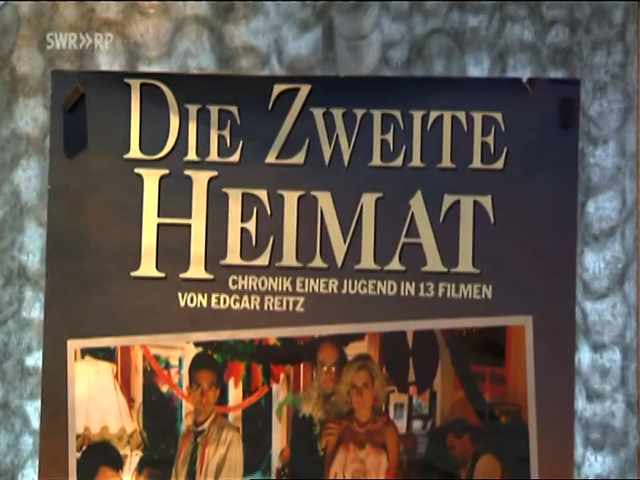 SWR»RP
DIE ZWEITE
HEIMAT
CHRONIK EINER JUGEND IN 13 FILMEN
VON EDGAR REITZ